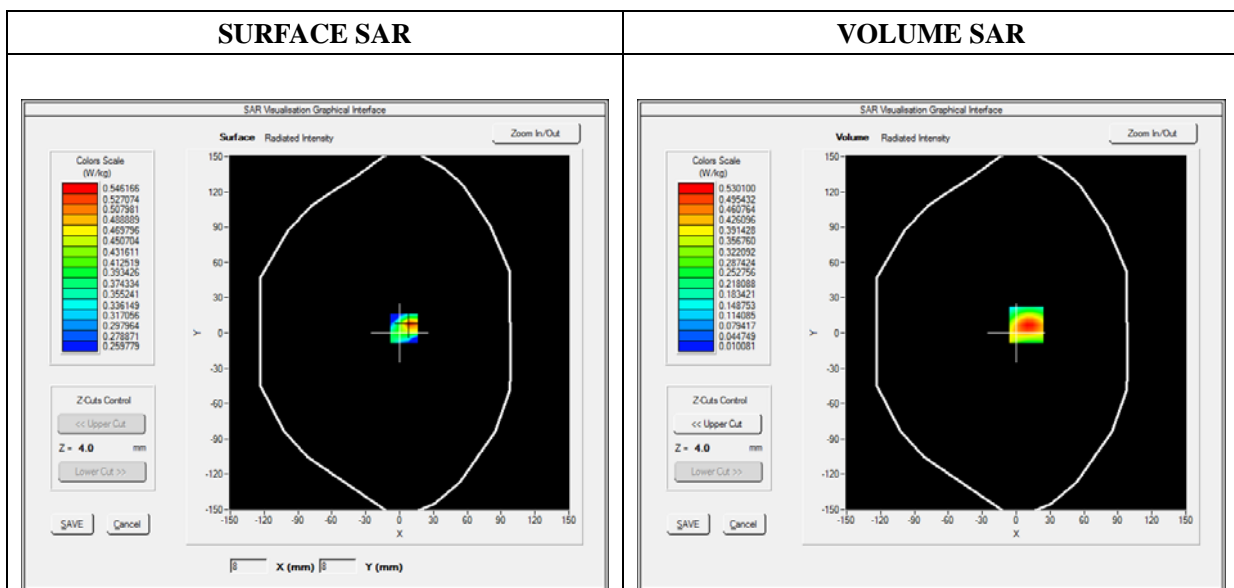 SURFACE SAR
VOLUME SAR
SAR Visualisation Graphical Interface
Surface Radiated Intensity
Zoom In/Out
Colors Scale
(W/kg)
0.546166
0.527074
0.507981
0.488889
0.469796
0.450704
0.431611
0.412519
0.393426
0.374334
0.355241
0.336149
0.317056
0.297964
0.278871
0.259779
Z-Cuts Control
<< Upper Cut
Z = 4.0 mm
Lower Cut >>
SAVE Cancel
150
120
90
60
30
0
-30
-60
-90
-120
-150
Y
-150 -120 -90 -60 -30 0 30 60 90 120 150
X
8 X (mm) 8 Y (mm)
SAR Visualisation Graphical Interface
Volume Radiated Intensity
Zoom In/Out
Colors Scale
(W/kg)
0.530100
0.495432
0.460764
0.426096
0.391428
0.356760
0.322092
0.287424
0.252756
0.218088
0.183421
0.148753
0.114085
0.079417
0.044749
0.010081
Z-Cuts Control
<< Upper Cut
Z = 4.0 mm
Lower Cut >>
SAVE Cancel
150
120
90
60
30
0
-30
-60
-90
-120
-150
Y
-150 -120 -90 -60 -30 0 30 60 90 120 150
X